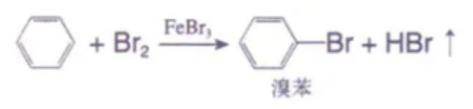 + Br₂ FeBr₃ → Br + HBr ↑
溴苯